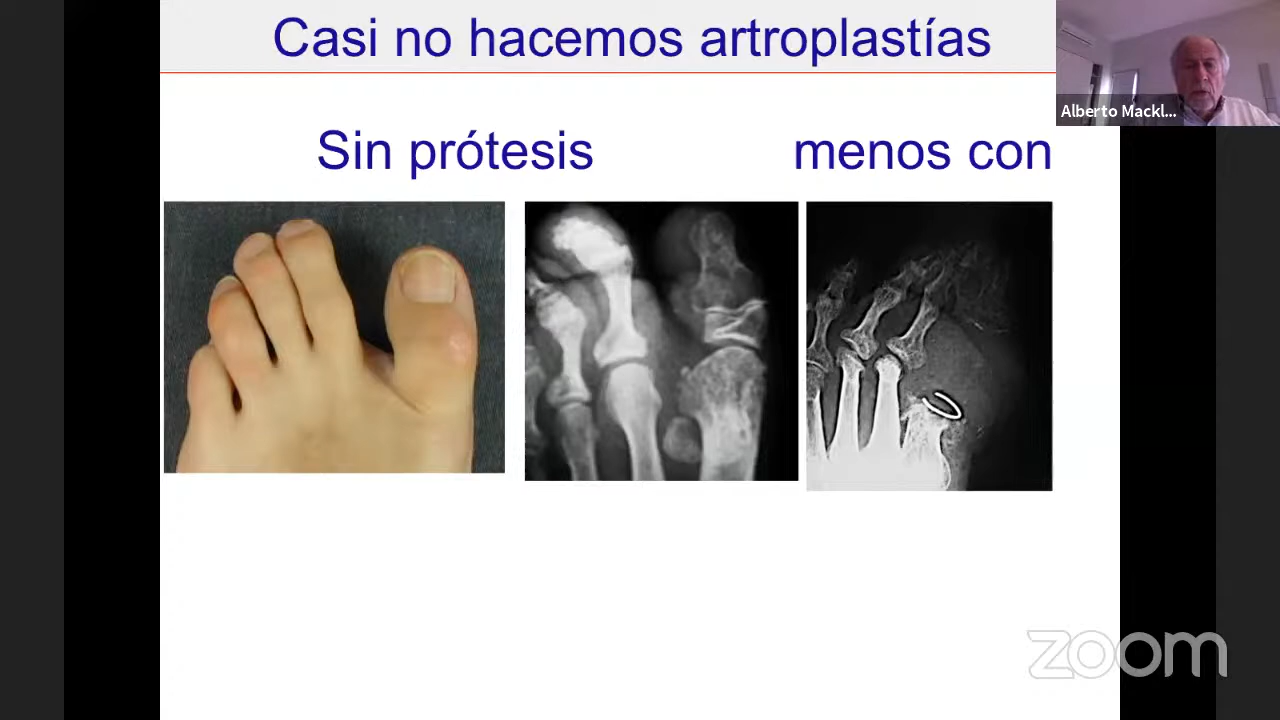 Casi no hacemos artroplastías
Alberto Mackl...
Sin prótesis
menos con
zoom